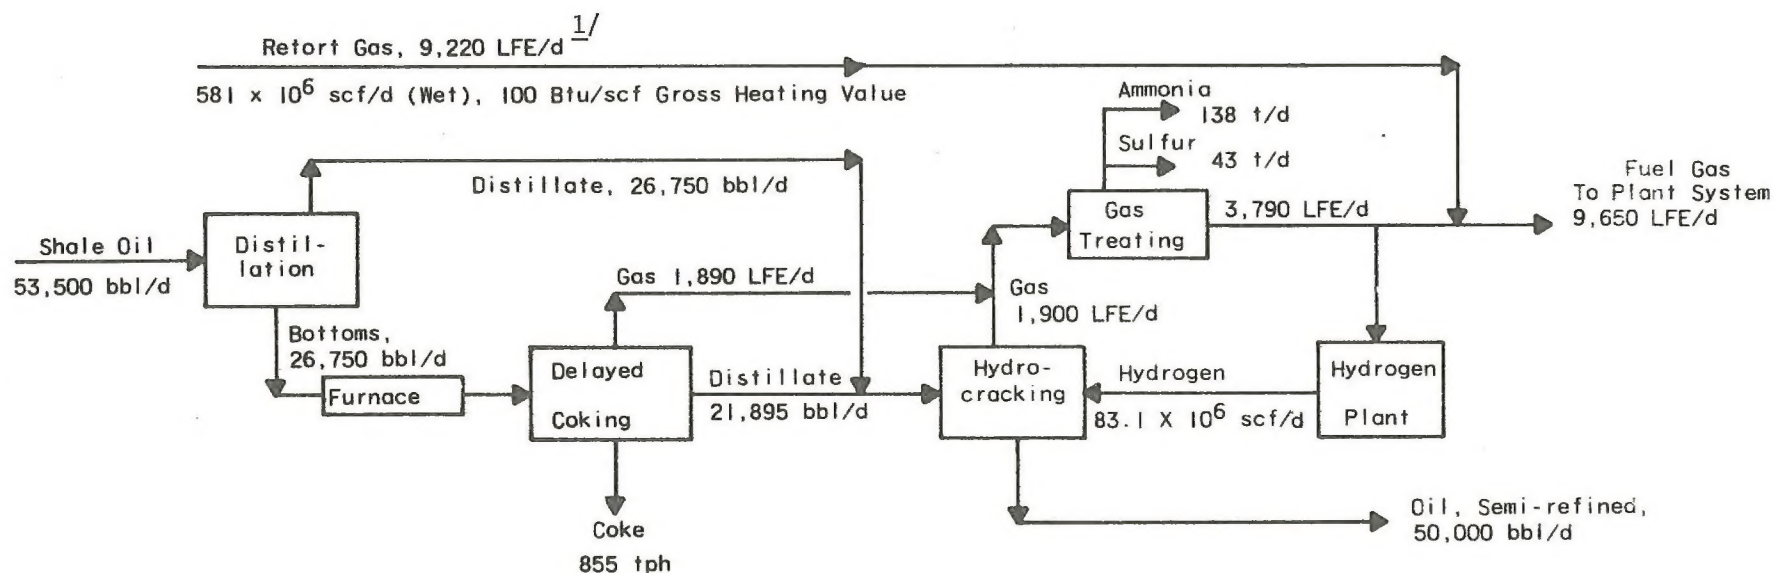 Retort Gas, 9,220 LFE/d 1/
581 x 10^6 scf/d (Wet), 100 Btu/scf Gross Heating Value
Ammonia
138 t/d
Sulfur
43 t/d
Distillate, 26,750 bbl/d
Fuel Gas
To Plant System
9,650 LFE/d
Gas
Treating
3,790 LFE/d
Shale Oil
53,500 bbl/d
Distil-
lation
Gas 1,890 LFE/d
Gas
1,900 LFE/d
Bottoms,
26,750 bbl/d
Furnace
Delayed
Coking
Distillate
21,895 bbl/d
Hydro-
cracking
Hydrogen
83.1 X 10^6 scf/d
Hydrogen
Plant
Coke
855 tph
Oil, Semi-refined,
50,000 bbl/d